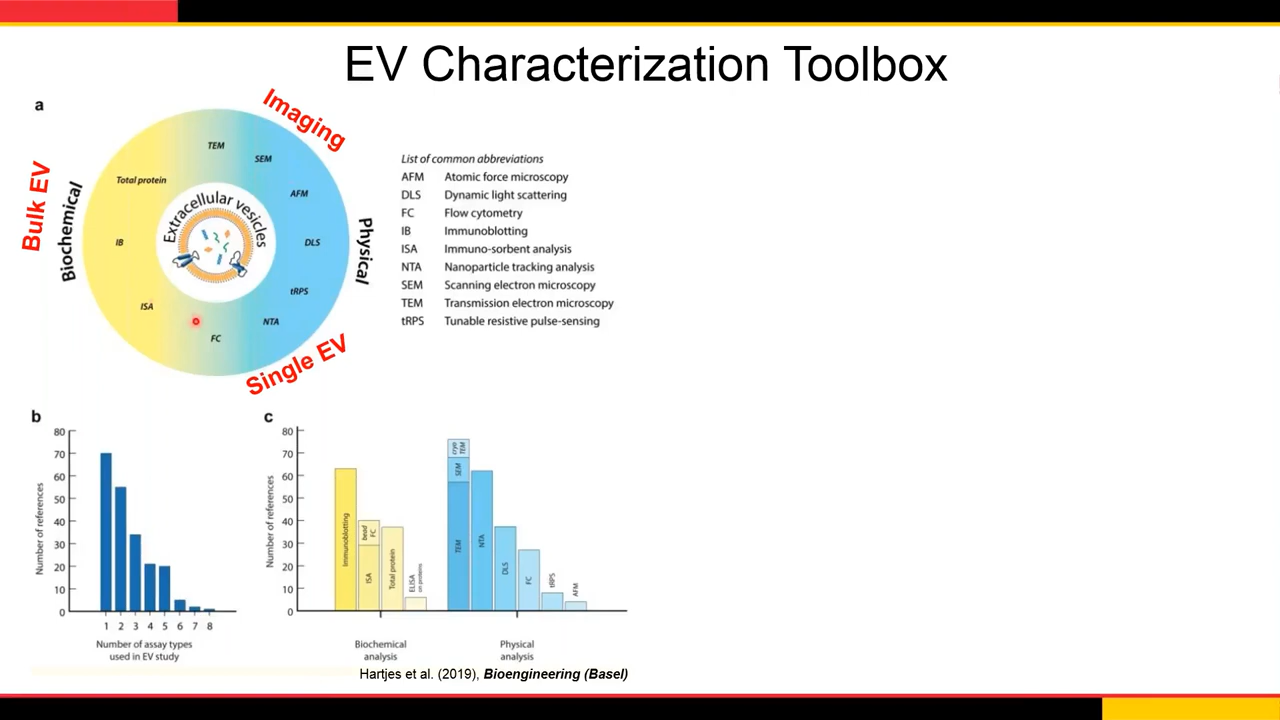 EV Characterization Toolbox
a
Imaging
Bulk EV
Biochemical
Physical
Single EV
TEM
SEM
Total protein
AFM
Extracellular vesicles
IB
DLS
tRPS
ISA
NTA
FC
List of common abbreviations
AFM Atomic force microscopy
DLS Dynamic light scattering
FC Flow cytometry
IB Immunoblotting
ISA Immuno-sorbent analysis
NTA Nanoparticle tracking analysis
SEM Scanning electron microscopy
TEM Transmission electron microscopy
tRPS Tunable resistive pulse-sensing
b
Number of references
80
70
60
50
40
30
20
10
0
1 2 3 4 5 6 7 8
Number of assay types
used in EV study
c
Number of references
80
70
60
50
40
30
20
10
0
Immunoblotting
bead
FC
ISA
Total protein
ELISA
on proteins
cryo
TEM
SEM
TEM
NTA
DLS
FC
tRPS
AFM
Biochemical
analysis
Physical
analysis
Hartjes et al. (2019), Bioengineering (Basel)